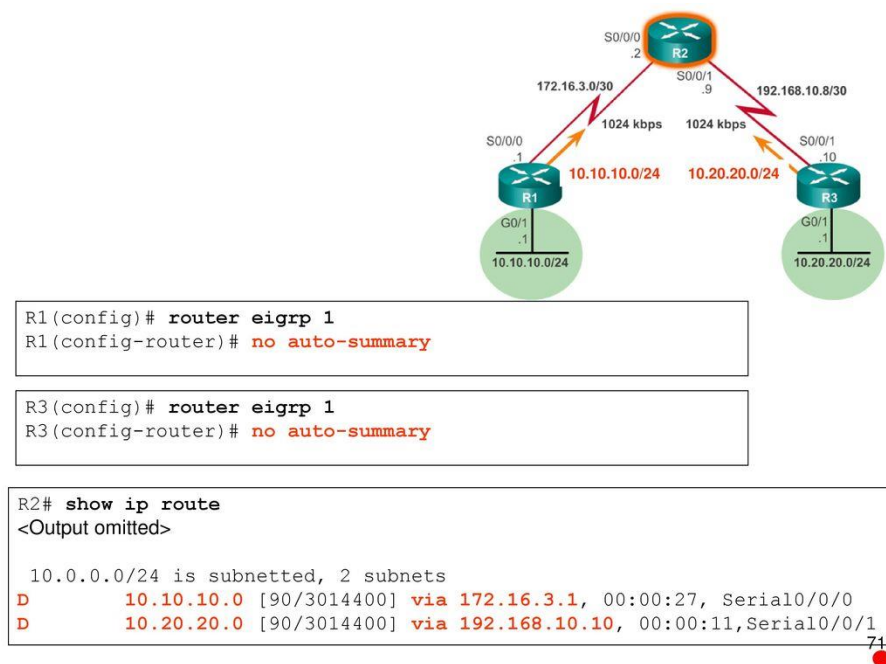 S0/0/0
.2
R2
S0/0/1
.9
172.16.3.0/30
192.168.10.8/30
1024 kbps
1024 kbps
S0/0/0
.1
S0/0/1
.10
10.10.10.0/24
10.20.20.0/24
R1
R3
G0/1
.1
G0/1
.1
10.10.10.0/24
10.20.20.0/24
R1(config)# router eigrp 1
R1(config-router)# no auto-summary
R3(config)# router eigrp 1
R3(config-router)# no auto-summary
R2# show ip route
<Output omitted>
10.0.0.0/24 is subnetted, 2 subnets
D 10.10.10.0 [90/3014400] via 172.16.3.1, 00:00:27, Serial0/0/0
D 10.20.20.0 [90/3014400] via 192.168.10.10, 00:00:11,Serial0/0/1
71